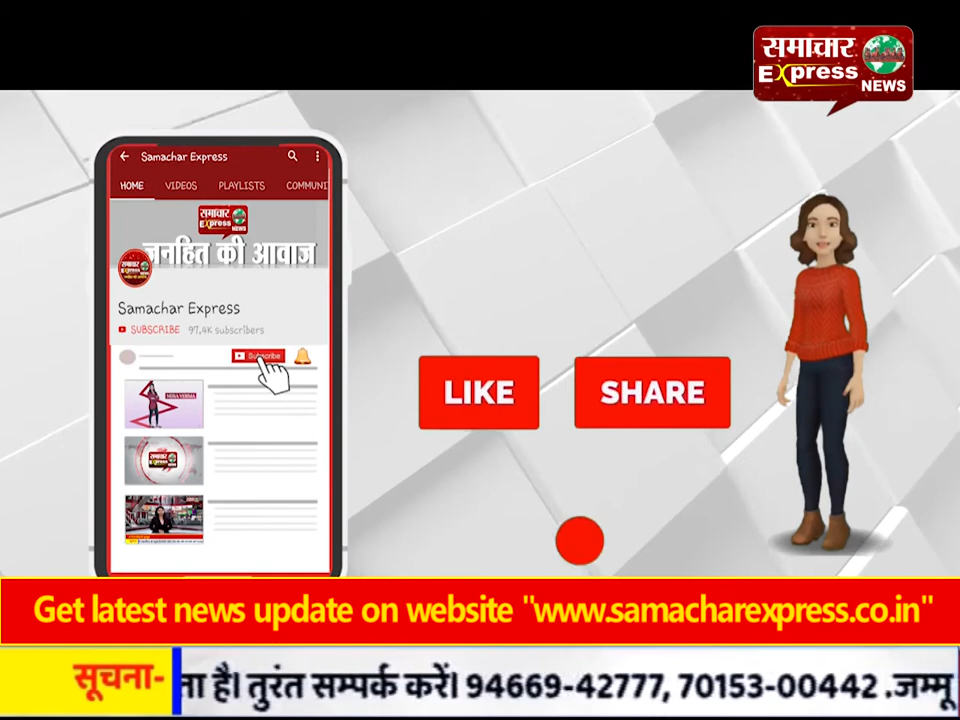 समाचार
Express
NEWS
Samachar Express
HOME VIDEOS PLAYLISTS COMMUNI
समाचार
Express
NEWS
जनहित की आवाज
Samachar Express
SUBSCRIBE 97.4K subscribers
Subscribe
LIKE SHARE
Get latest news update on website "www.samacharexpress.co.in"
सूचना- ता है। तुरंत सम्पर्क करें। 94669-42777, 70153-00442 .जम्मू